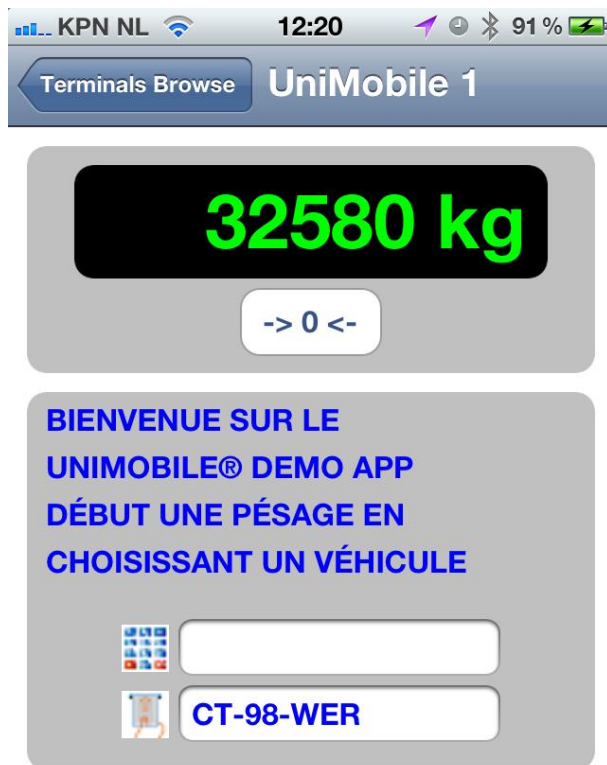 KPN NL 12:20 91 %
Terminals Browse UniMobile 1
32580 kg
-> 0 <-
BIENVENUE SUR LE
UNIMOBILE® DEMO APP
DÉBUT UNE PÉSAGE EN
CHOISISSANT UN VÉHICULE
CT-98-WER